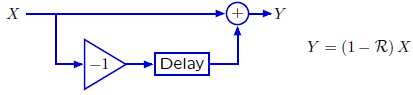 X
+
Y
-1
Delay
Y = (1 − ℛ) X